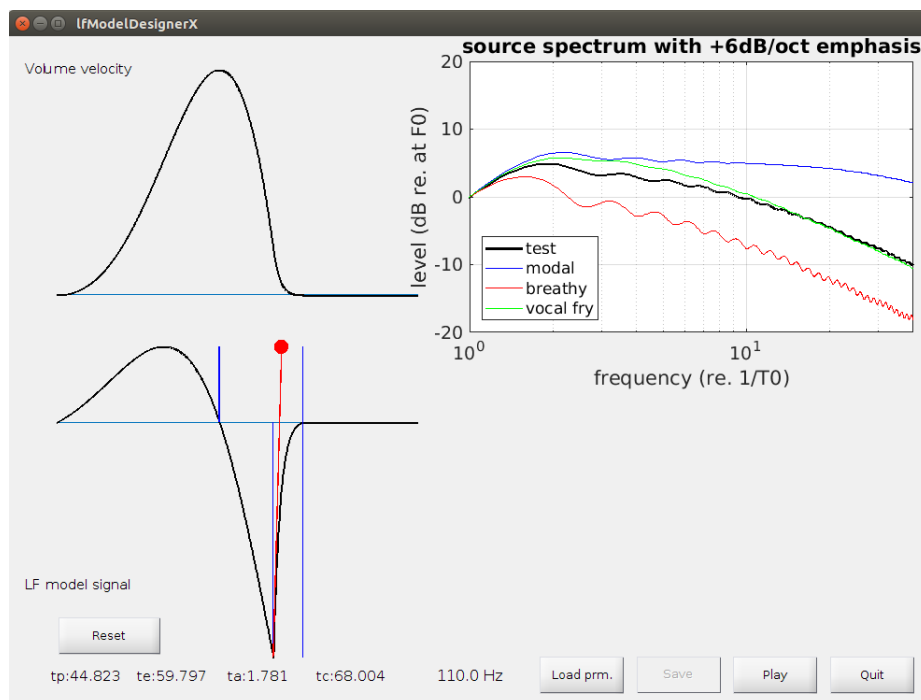 lfModelDesignerX
Volume velocity
source spectrum with +6dB/oct emphasis
level (dB re. at F0)
20
10
0
-10
-20
test
modal
breathy
vocal fry
10^0
10^1
frequency (re. 1/T0)
LF model signal
Reset
tp:44.823 te:59.797 ta:1.781 tc:68.004 110.0 Hz Load prm. Save Play Quit